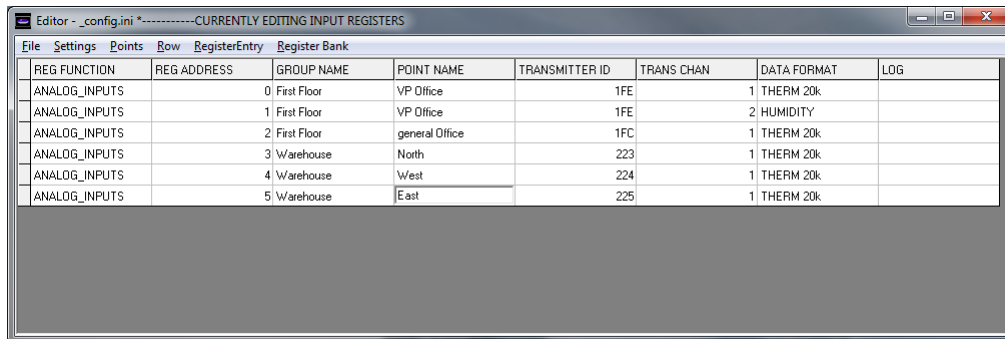 Editor - _config.ini *-----------CURRENTLY EDITING INPUT REGISTERS
File Settings Points Row RegisterEntry Register Bank
REG FUNCTION REG ADDRESS GROUP NAME POINT NAME TRANSMITTER ID TRANS CHAN DATA FORMAT LOG
ANALOG_INPUTS 0 First Floor VP Office 1FE 1 THERM 20k
ANALOG_INPUTS 1 First Floor VP Office 1FE 2 HUMIDITY
ANALOG_INPUTS 2 First Floor general Office 1FC 1 THERM 20k
ANALOG_INPUTS 3 Warehouse North 223 1 THERM 20k
ANALOG_INPUTS 4 Warehouse West 224 1 THERM 20k
ANALOG_INPUTS 5 Warehouse East 225 1 THERM 20k